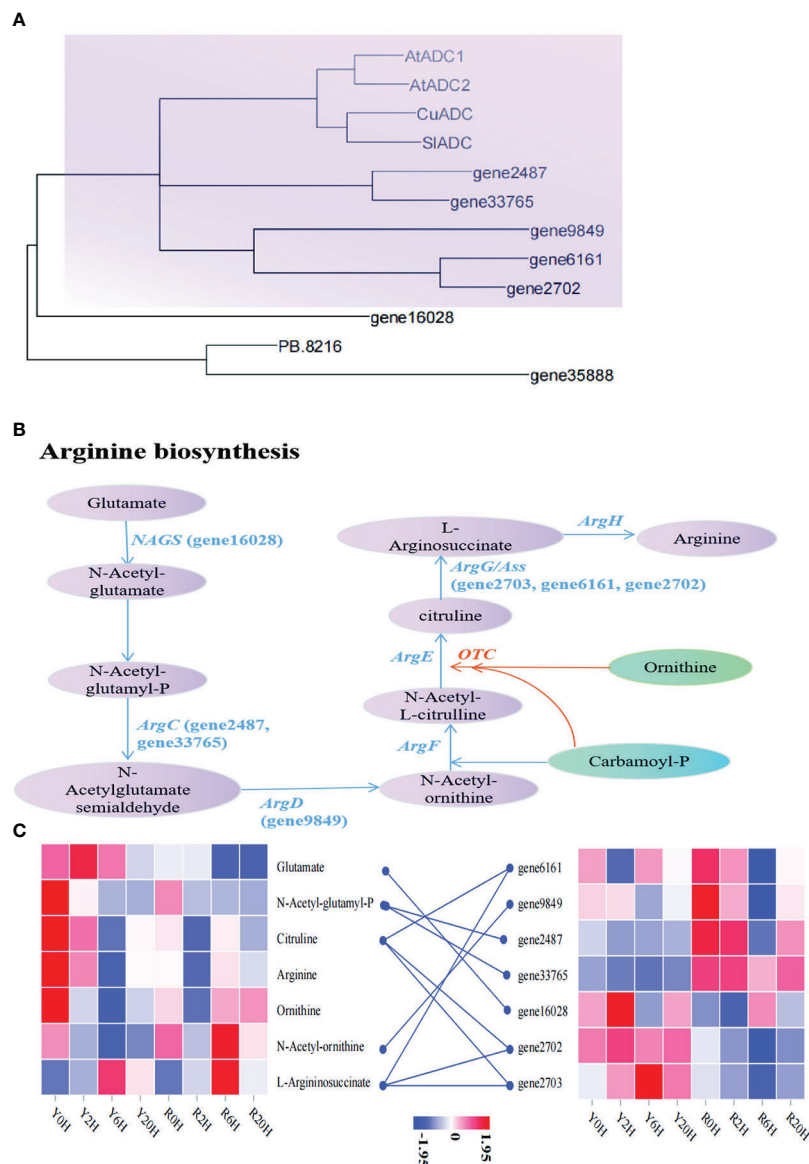 A
AtADC1
AtADC2
CuADC
SlADC
gene2487
gene33765
gene9849
gene6161
gene2702
gene16028
PB.8216
gene35888
B
Arginine biosynthesis
Glutamate
NAGS (gene16028)
N-Acetyl-
glutamate
N-Acetyl-
glutamyl-P
ArgC (gene2487,
gene33765)
N-
Acetylglutamate
semialdehyde
ArgD
(gene9849)
N-Acetyl-
ornithine
ArgF
N-Acetyl-
L-citrulline
ArgE
OTC
Ornithine
Carbamoyl-P
citruline
ArgG/Ass
(gene2703, gene6161, gene2702)
L-
Arginosuccinate
ArgH
Arginine
C
Glutamate
N-Acetyl-glutamyl-P
Citruline
Arginine
Ornithine
N-Acetyl-ornithine
L-Argininosuccinate
gene6161
gene9849
gene2487
gene33765
gene16028
gene2702
gene2703
Y0H Y2H Y6H Y20H R0H R2H R6H R20H
Y0H Y2H Y6H Y20H R0H R2H R6H R20H
-1.95 0 1.95